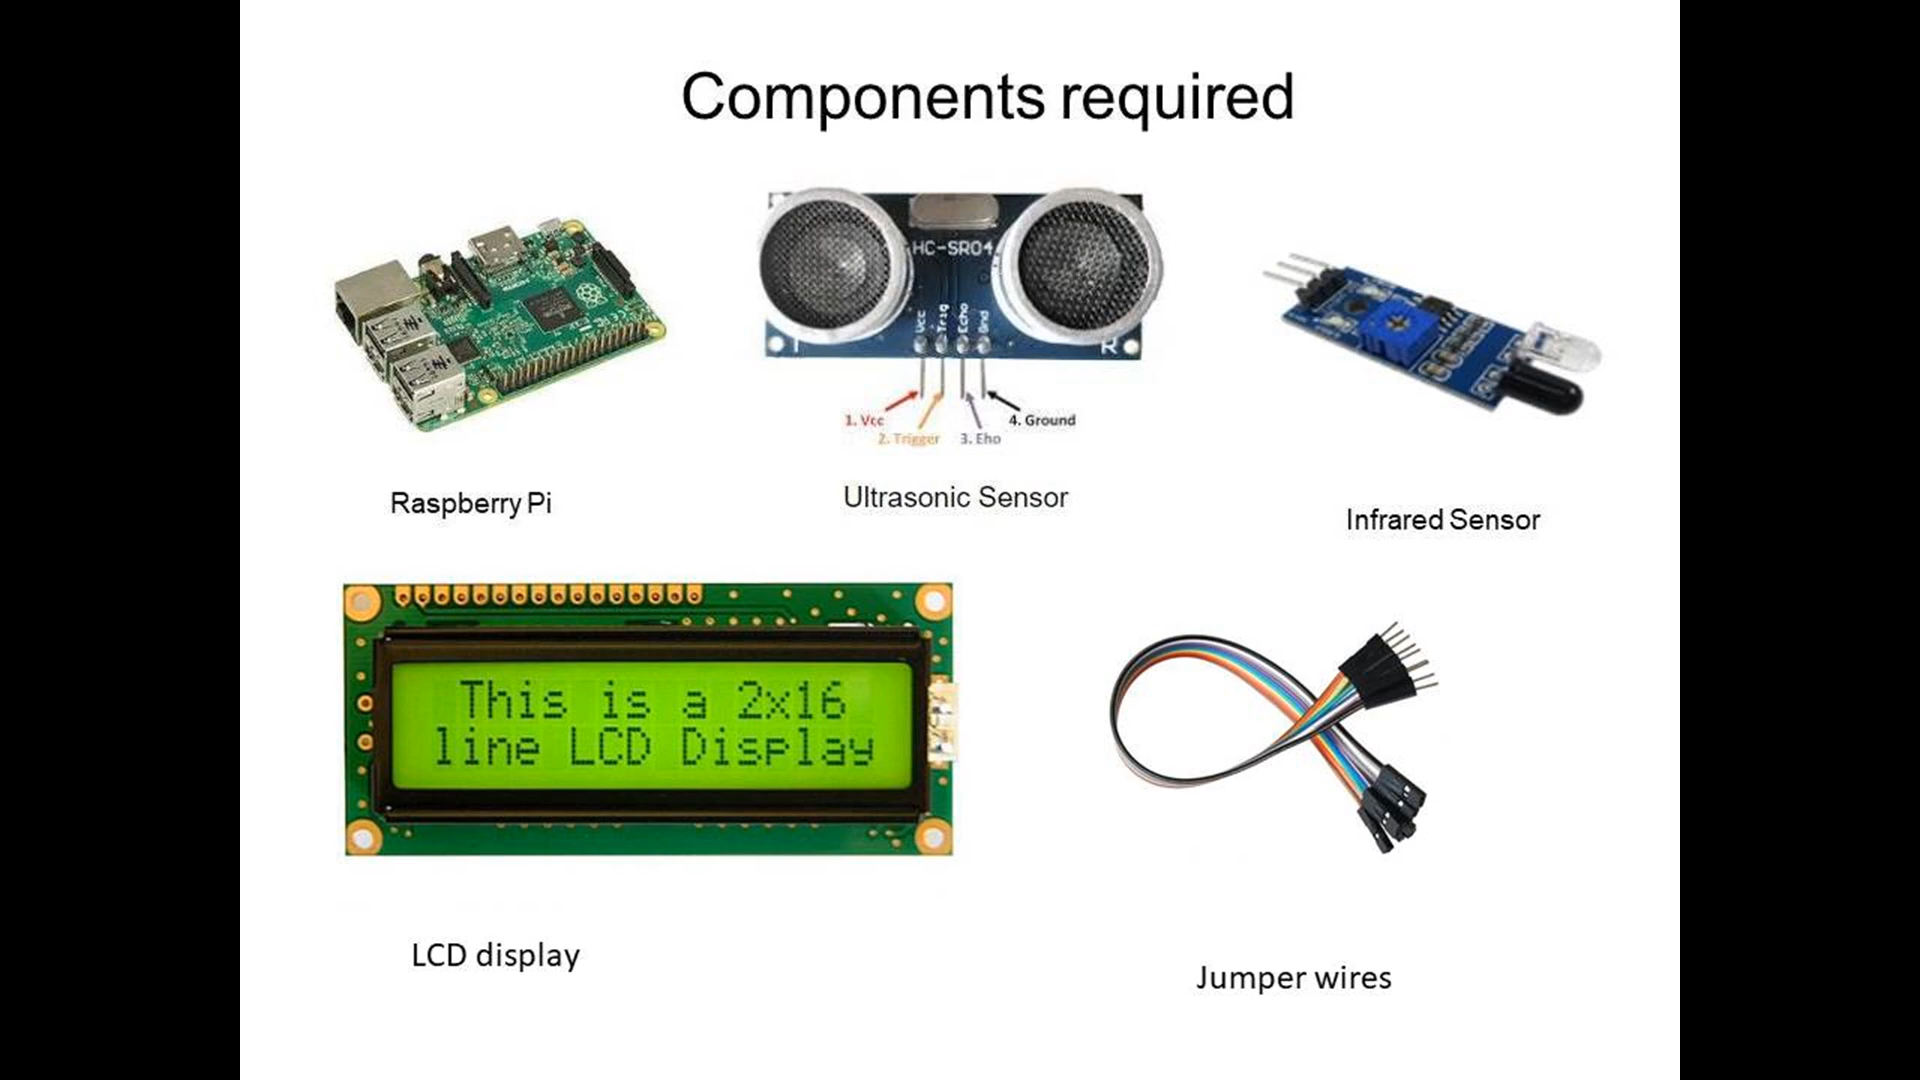 Components required
HC-SR04
Vcc
Trig
Echo
Gnd
T
R
1. Vcc
2. Trigger
3. Eho
4. Ground
Raspberry Pi
Ultrasonic Sensor
Infrared Sensor
This is a 2x16
line LCD Display
LCD display
Jumper wires